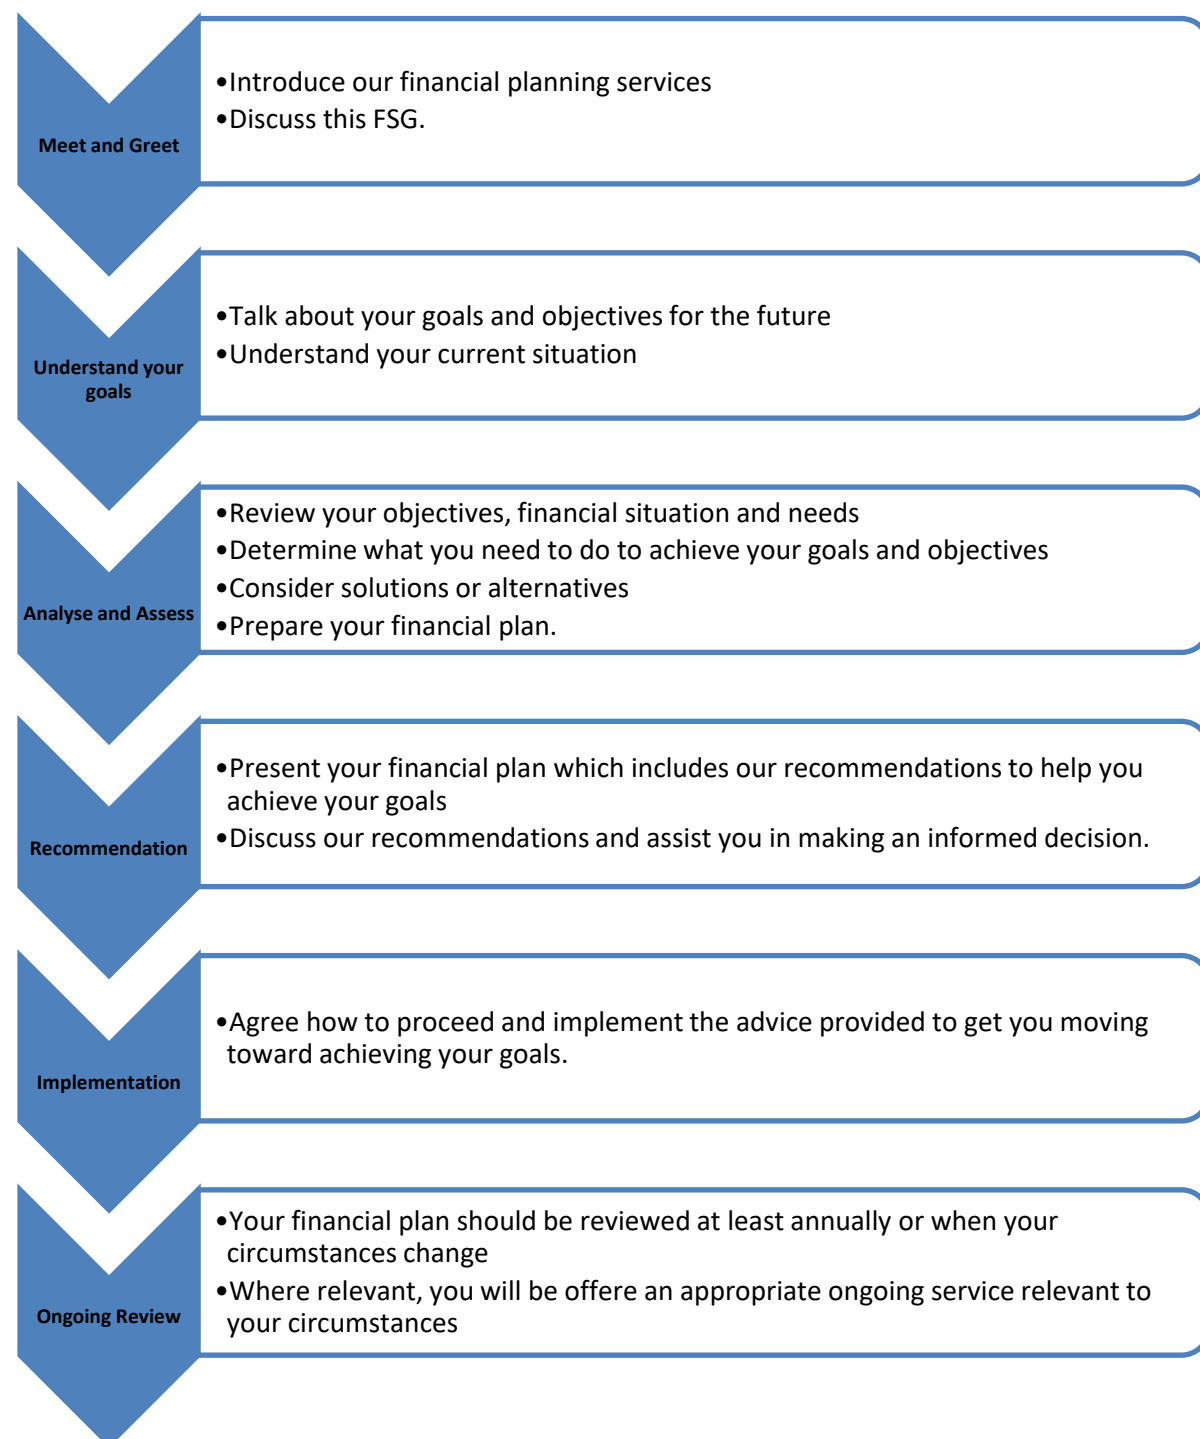 •Introduce our financial planning services
•Discuss this FSG.
Meet and Greet
•Talk about your goals and objectives for the future
•Understand your current situation
Understand your
goals
•Review your objectives, financial situation and needs
•Determine what you need to do to achieve your goals and objectives
•Consider solutions or alternatives
•Prepare your financial plan.
Analyse and Assess
•Present your financial plan which includes our recommendations to help you
achieve your goals
•Discuss our recommendations and assist you in making an informed decision.
Recommendation
•Agree how to proceed and implement the advice provided to get you moving
toward achieving your goals.
Implementation
•Your financial plan should be reviewed at least annually or when your
circumstances change
•Where relevant, you will be offere an appropriate ongoing service relevant to
your circumstances
Ongoing Review